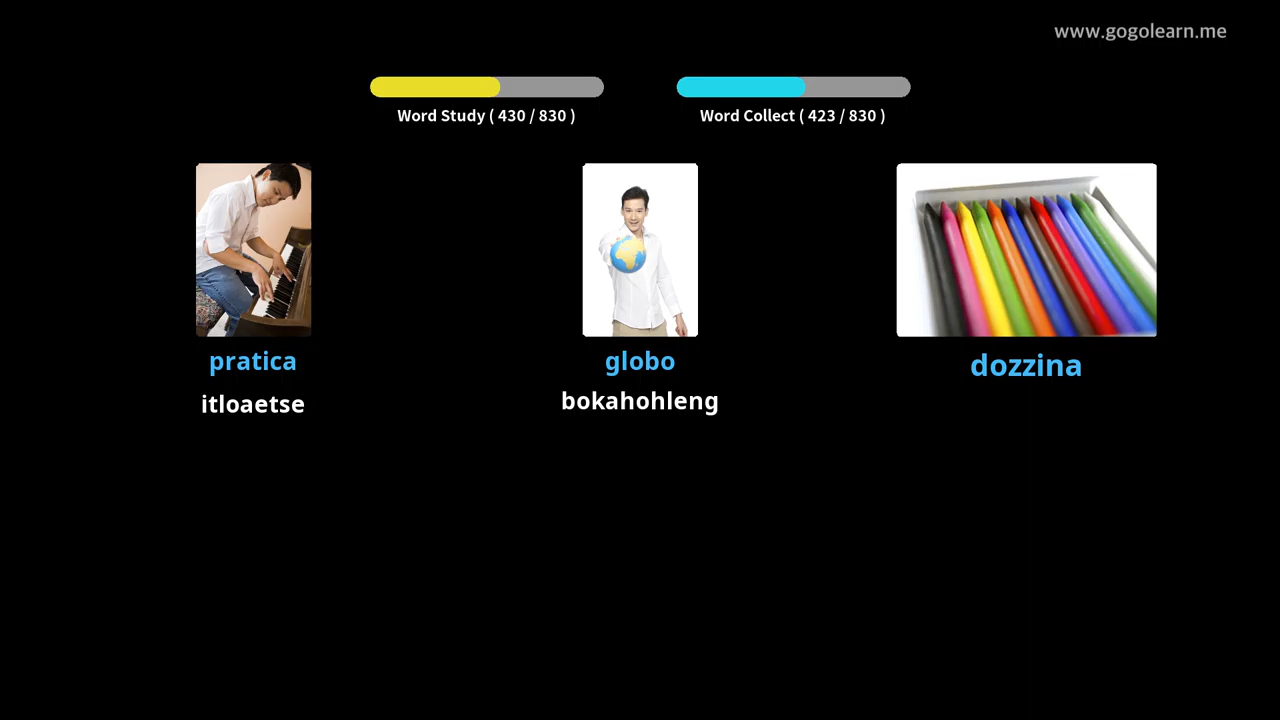 www.gogolearn.me
Word Study ( 430 / 830 )
Word Collect ( 423 / 830 )
pratica
itloaetse
globo
bokahohleng
dozzina